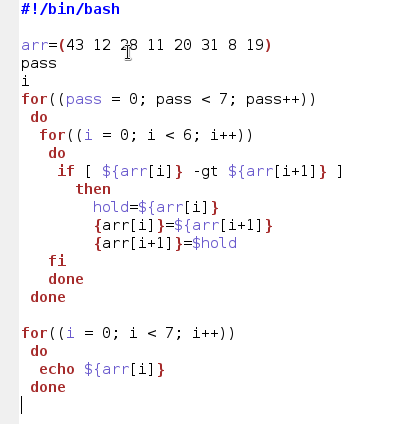 #!/bin/bash
arr=(43 12 28 11 20 31 8 19)
pass
i
for((pass = 0; pass < 7; pass++))
 do
  for((i = 0; i < 6; i++))
   do
    if [ ${arr[i]} -gt ${arr[i+1]} ]
      then
        hold=${arr[i]}
        {arr[i]}=${arr[i+1]}
        {arr[i+1]}=$hold
   fi
   done
 done
for((i = 0; i < 7; i++))
 do
  echo ${arr[i]}
 done